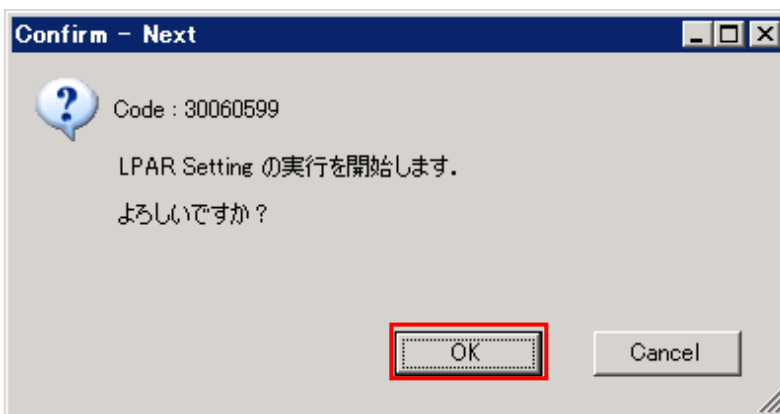 Confirm - Next
Code : 30060599
LPAR Setting の実行を開始します.
よろしいですか？
OK
Cancel